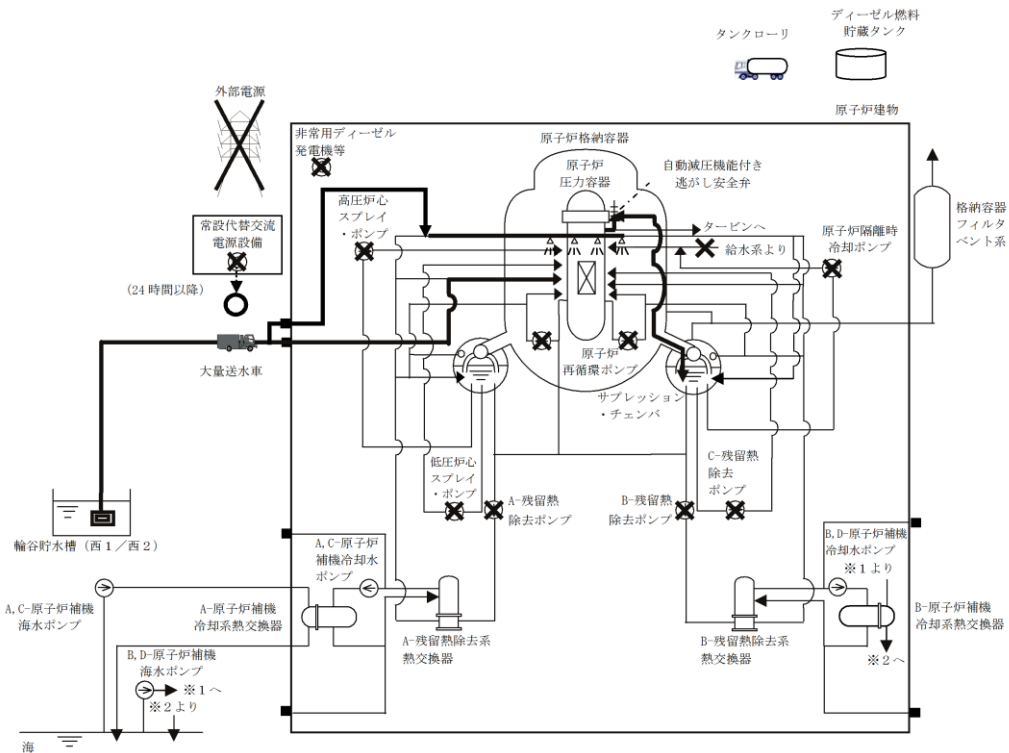 ディーゼル燃料
貯蔵タンク
タンクローリ
外部電源
原子炉建物
非常用ディーゼル
発電機等
原子炉格納容器
原子炉
圧力容器
自動減圧機能付き
逃がし安全弁
高圧炉心
スプレイ
・ポンプ
常設代替交流
電源設備
(24時間以降)
タービンへ
給水系より
原子炉隔離時
冷却ポンプ
格納容器
フィルタ
ベント系
大量送水車
原子炉
再循環ポンプ
サプレッション
・チェンバ
低圧炉心
スプレイ
・ポンプ
A-残留熱
除去ポンプ
B-残留熱
除去ポンプ
C-残留熱
除去
ポンプ
輪谷貯水槽(西1/西2)
A,C-原子炉
補機冷却水
ポンプ
B,D-原子炉補機
冷却水ポンプ
※1より
A,C-原子炉補機
海水ポンプ
A-原子炉補機
冷却系熱交換器
A-残留熱除去系
熱交換器
B-残留熱除去系
熱交換器
B-原子炉補機
冷却系熱交換器
※2へ
B,D-原子炉補機
海水ポンプ
※1へ
※2より
海